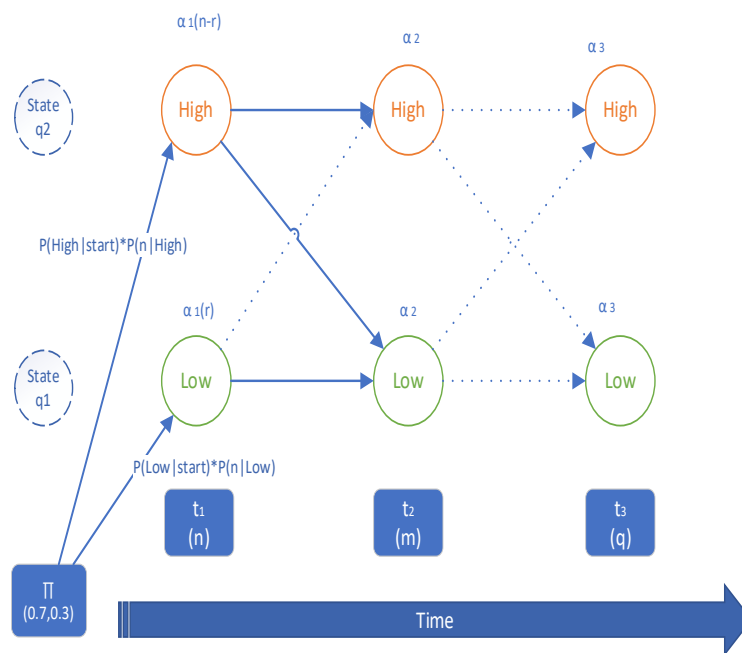 α 1(n-r)
α 2
α 3
State
q2
High
High
High
P(High|start)*P(n|High)
α 1(r)
α 2
α 3
State
q1
Low
Low
Low
P(Low|start)*P(n|Low)
t1
(n)
t2
(m)
t3
(q)
Π
(0.7,0.3)
Time